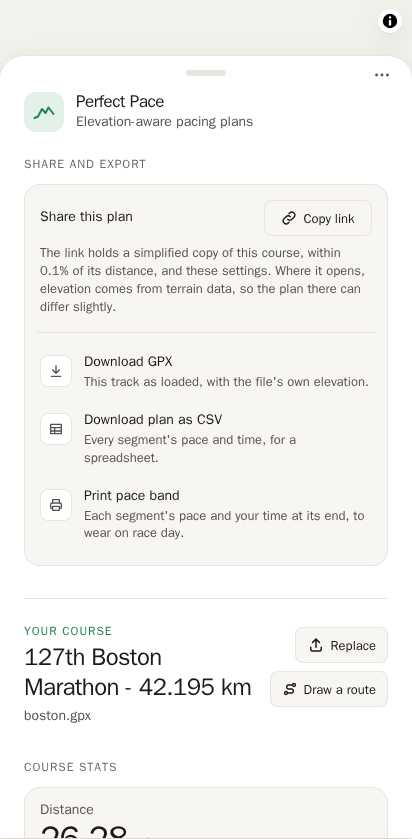 Perfect Pace
Elevation-aware pacing plans
SHARE AND EXPORT
Share this plan
Copy link
The link holds a simplified copy of this course, within
0.1% of its distance, and these settings. Where it opens,
elevation comes from terrain data, so the plan there can
differ slightly.
Download GPX
This track as loaded, with the file's own elevation.
Download plan as CSV
Every segment's pace and time, for a
spreadsheet.
Print pace band
Each segment's pace and your time at its end, to
wear on race day.
YOUR COURSE
127th Boston
Marathon - 42.195 km
boston.gpx
Replace
Draw a route
COURSE STATS
Distance
26.28